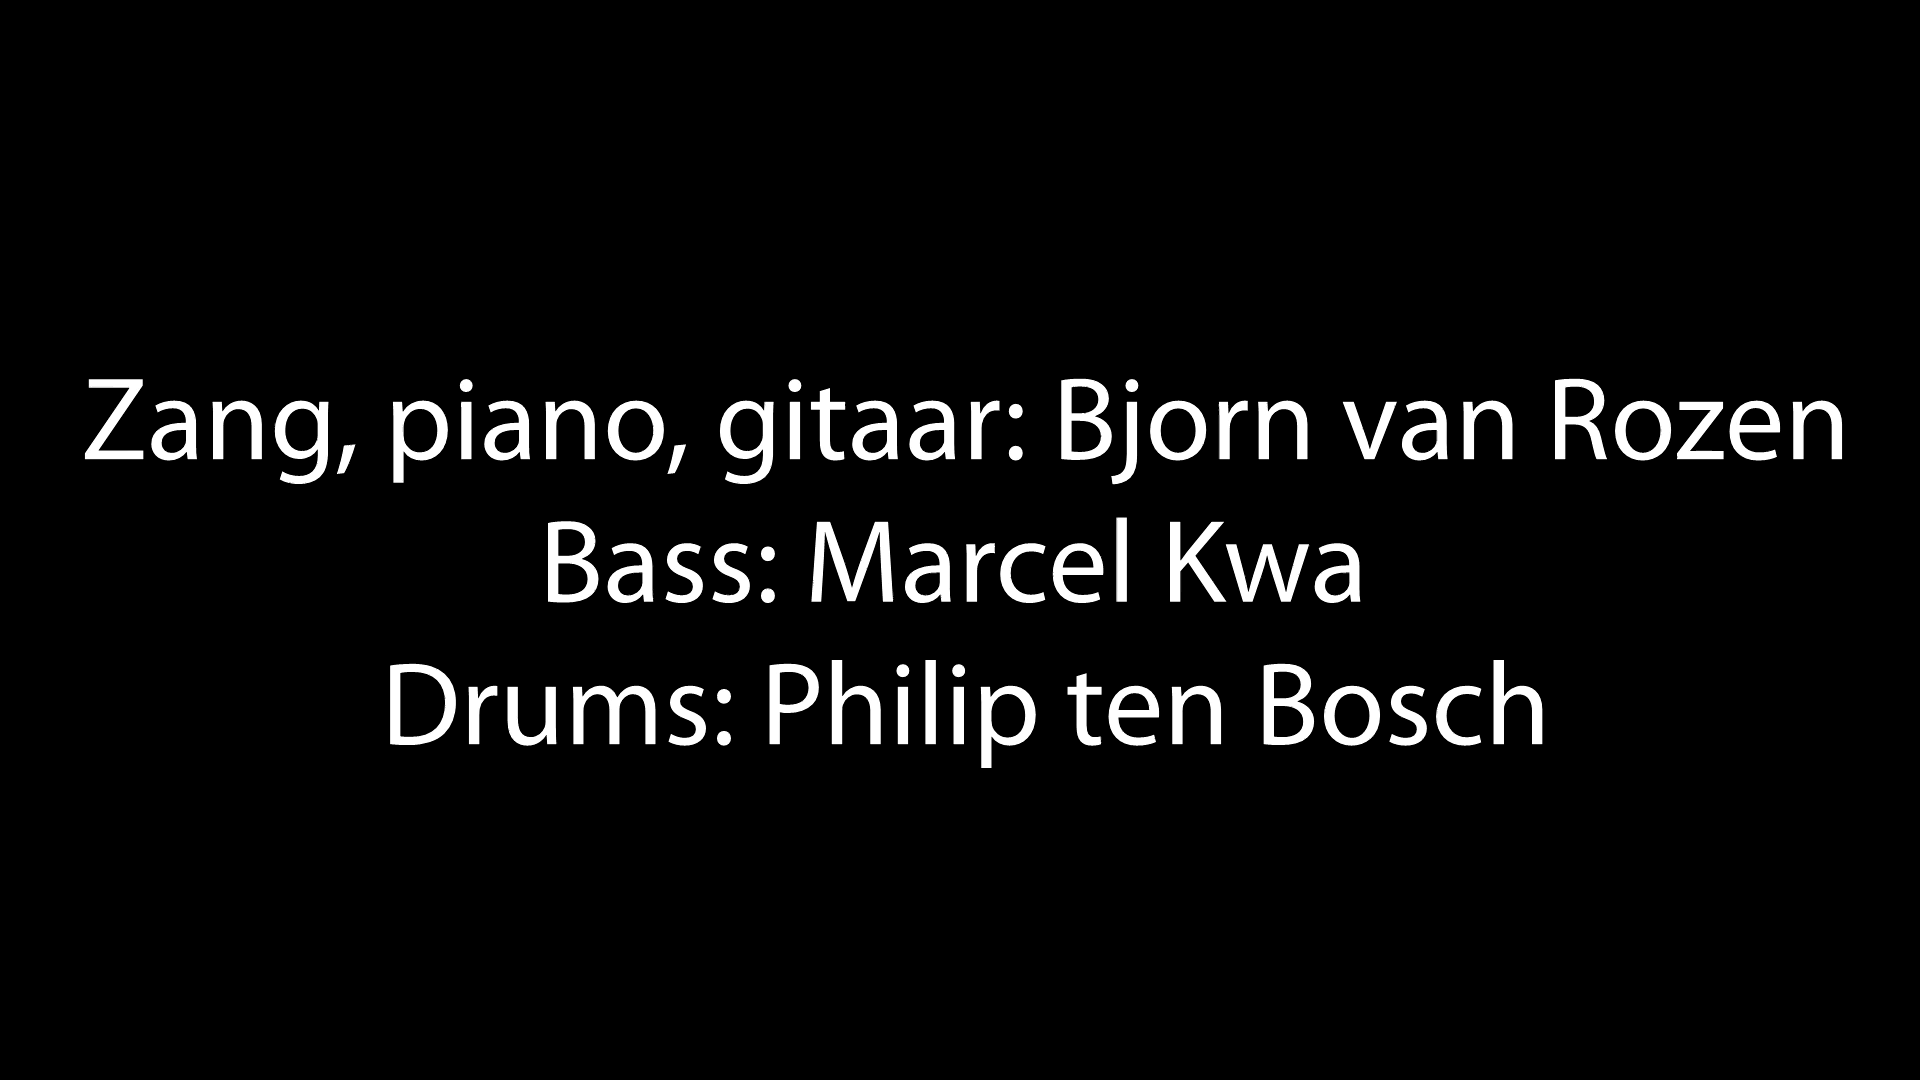 Zang, piano, gitaar: Bjorn van Rozen
Bass: Marcel Kwa
Drums: Philip ten Bosch